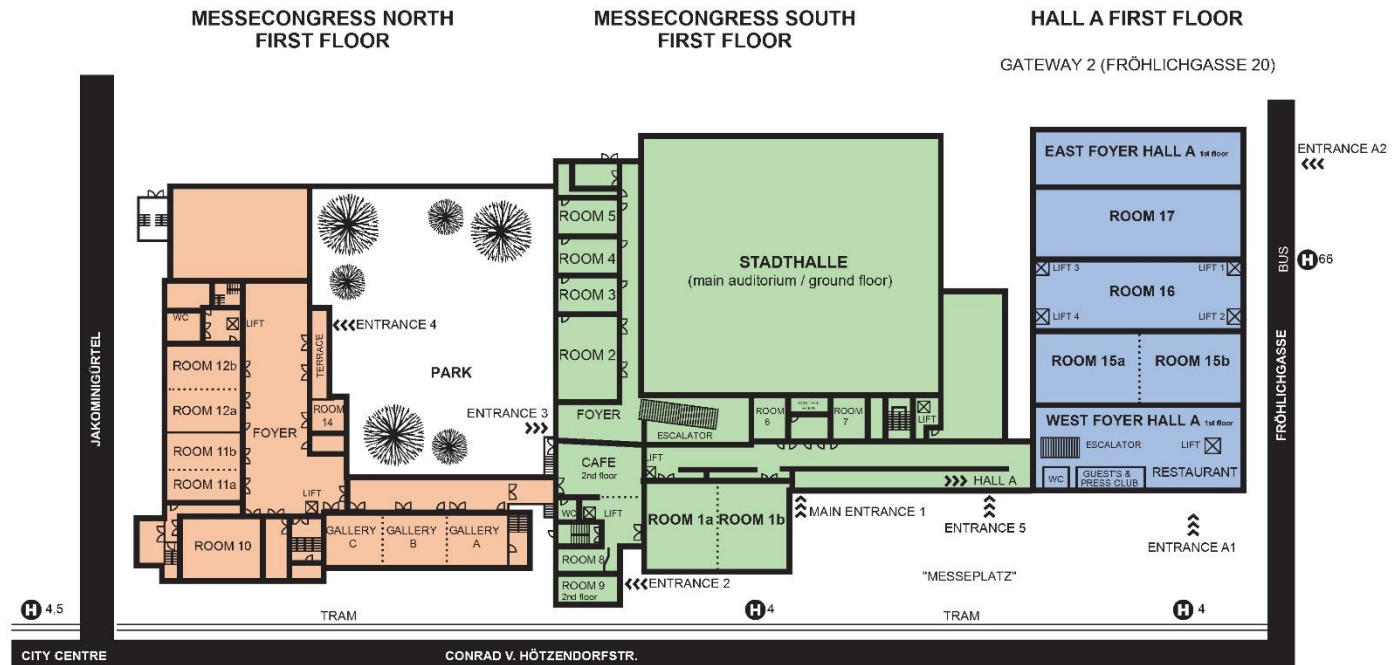 MESSECONGRESS NORTH
FIRST FLOOR
MESSECONGRESS SOUTH
FIRST FLOOR
HALL A FIRST FLOOR
GATEWAY 2 (FRÖHLICHGASSE 20)
JAKOMINIGÜRTEL
WC
LIFT
ROOM 12b
ROOM 12a
ROOM 11b
ROOM 11a
FOYER
TERRACE
ROOM
14
ENTRANCE 4
PARK
ENTRANCE 3
LIFT
ROOM 10
GALLERY
C
GALLERY
B
GALLERY
A
ROOM 5
ROOM 4
ROOM 3
ROOM 2
FOYER
STADTHALLE
(main auditorium / ground floor)
ESCALATOR
ROOM
6
ROOM
7
LIFT
CAFE
2nd floor
LIFT
WC
LIFT
ROOM 1a
ROOM 1b
HALL A
MAIN ENTRANCE 1
ENTRANCE 5
ROOM 8
ROOM 9
2nd floor
ENTRANCE 2
"MESSEPLATZ"
EAST FOYER HALL A 1st floor
ROOM 17
LIFT 3
LIFT 1
ROOM 16
LIFT 4
LIFT 2
ROOM 15a
ROOM 15b
WEST FOYER HALL A 1st floor
ESCALATOR
LIFT
WC
GUEST'S &
PRESS CLUB
RESTAURANT
ENTRANCE A1
ENTRANCE A2
BUS
H 66
FRÖHLICHGASSE
H 4,5
TRAM
H 4
TRAM
H 4
CITY CENTRE
CONRAD V. HÖTZENDORFSTR.